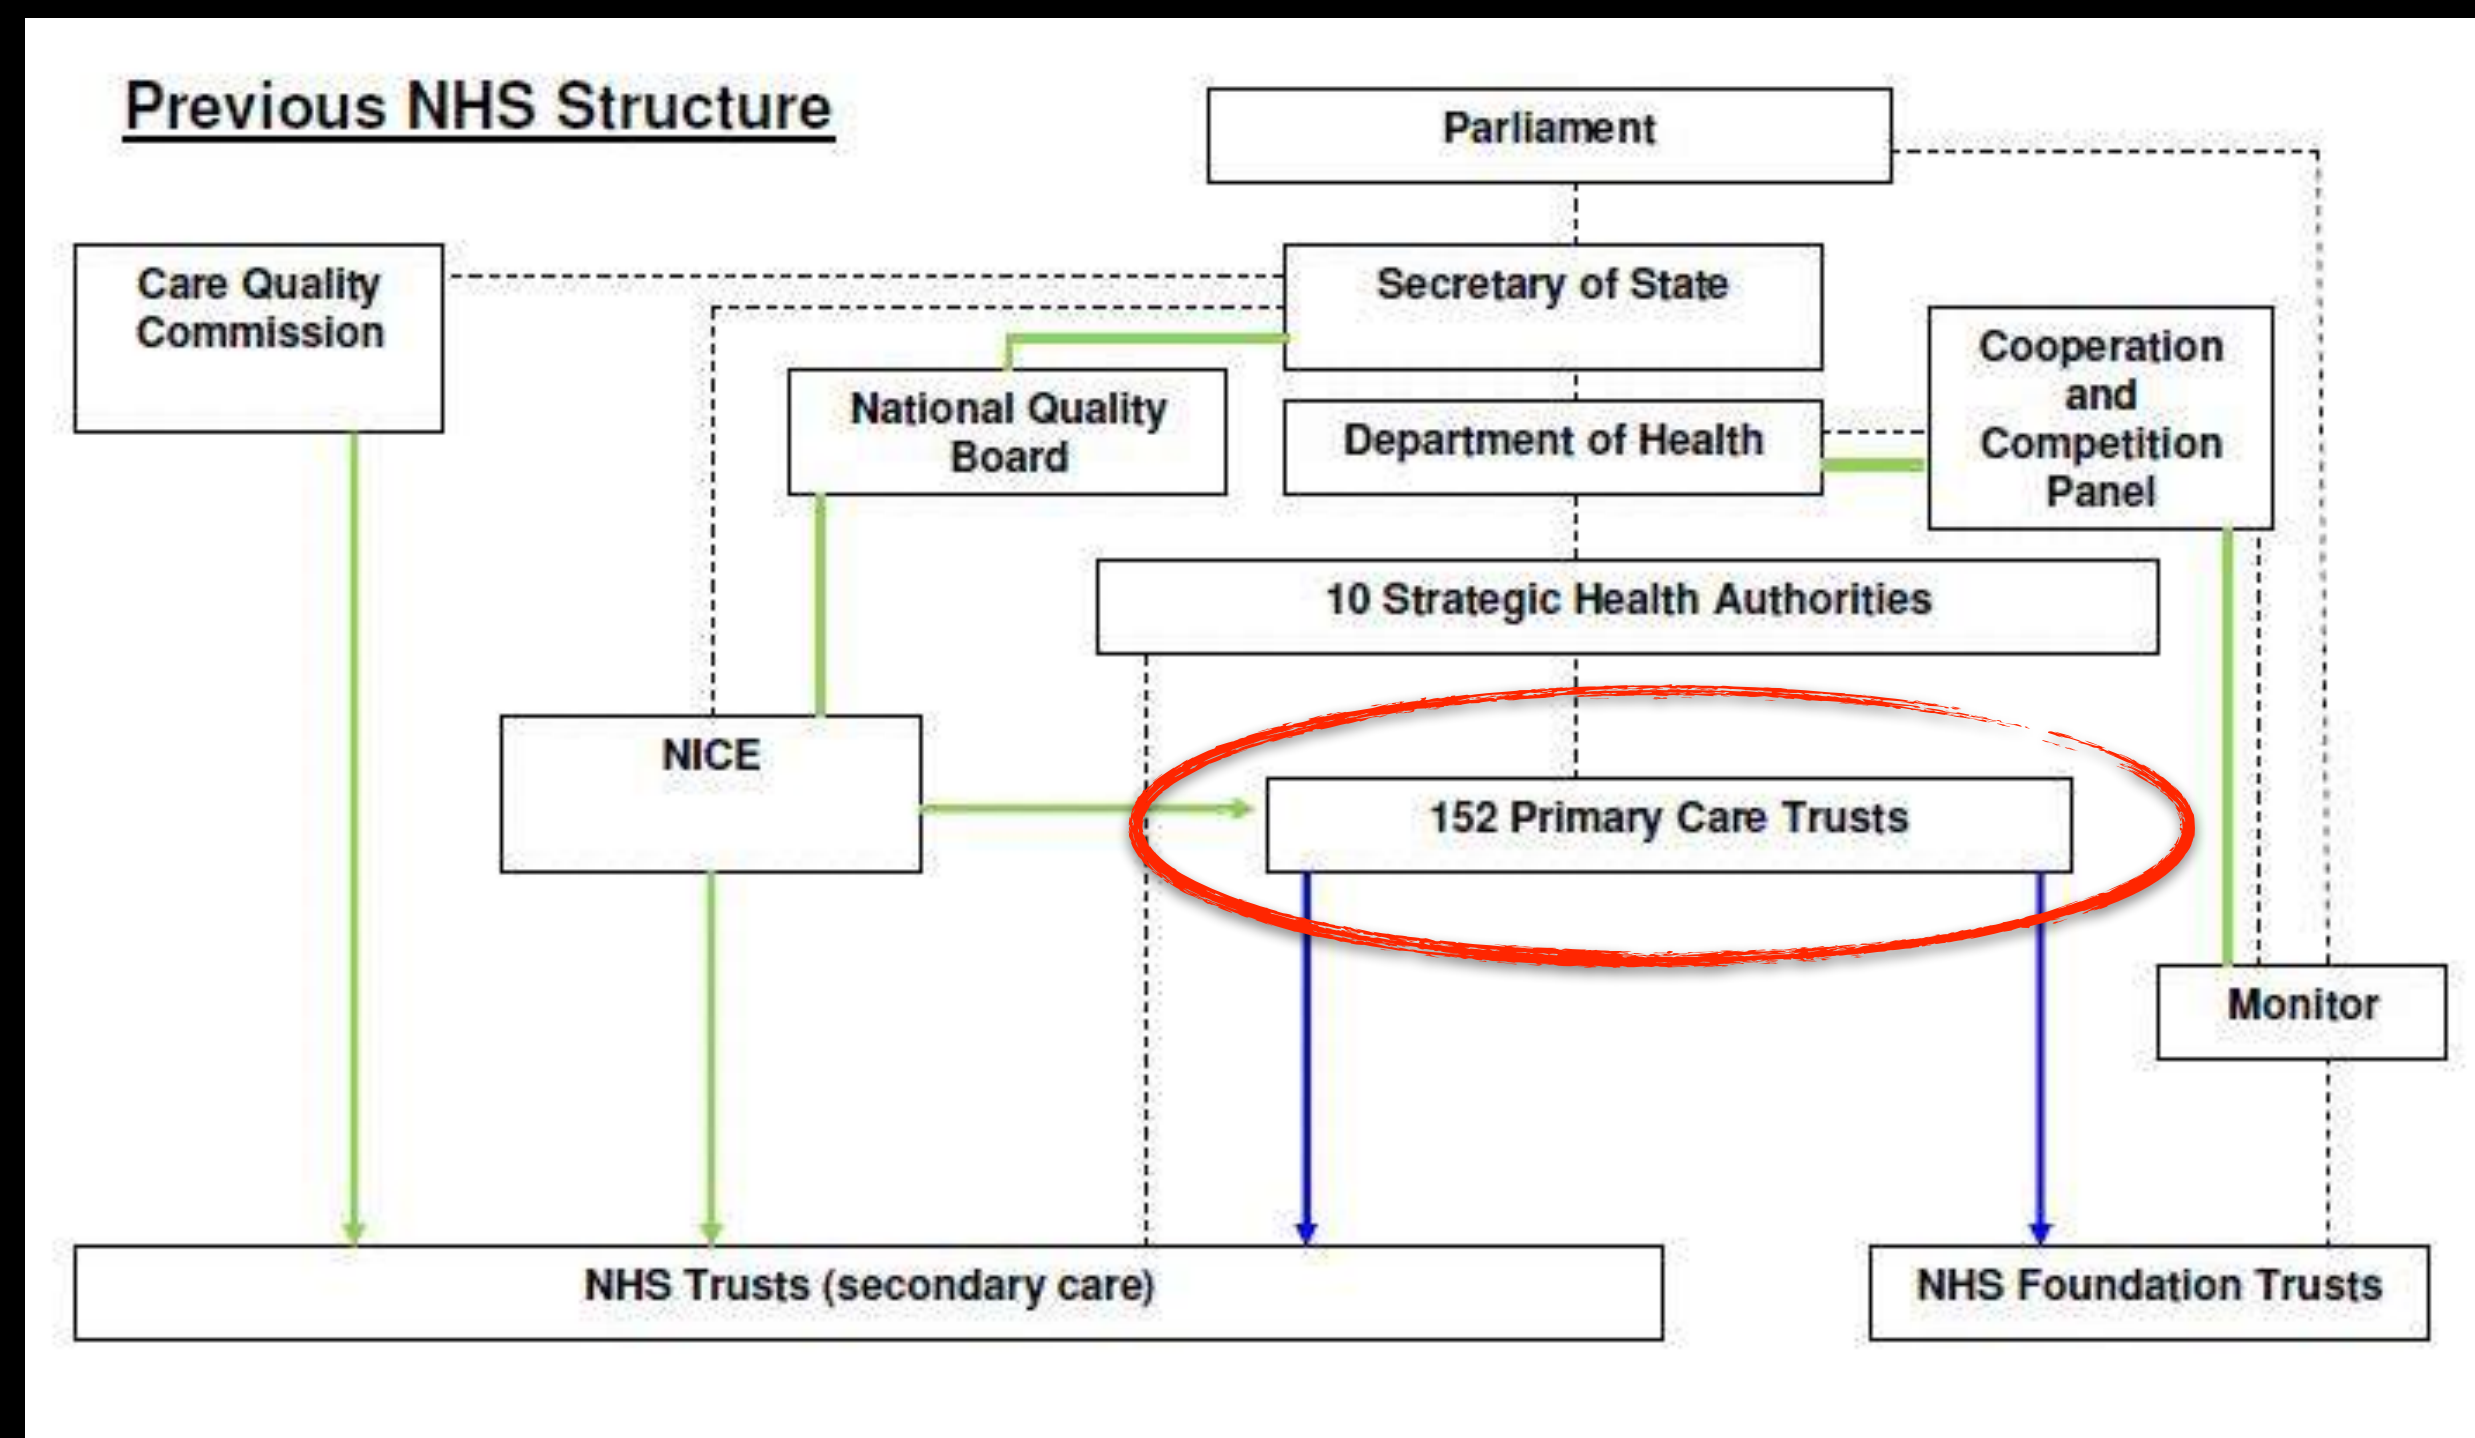 Previous NHS Structure
Parliament
Care Quality
Commission
Secretary of State
Cooperation
and
Competition
Panel
National Quality
Board
Department of Health
10 Strategic Health Authorities
NICE
152 Primary Care Trusts
Monitor
NHS Trusts (secondary care)
NHS Foundation Trusts